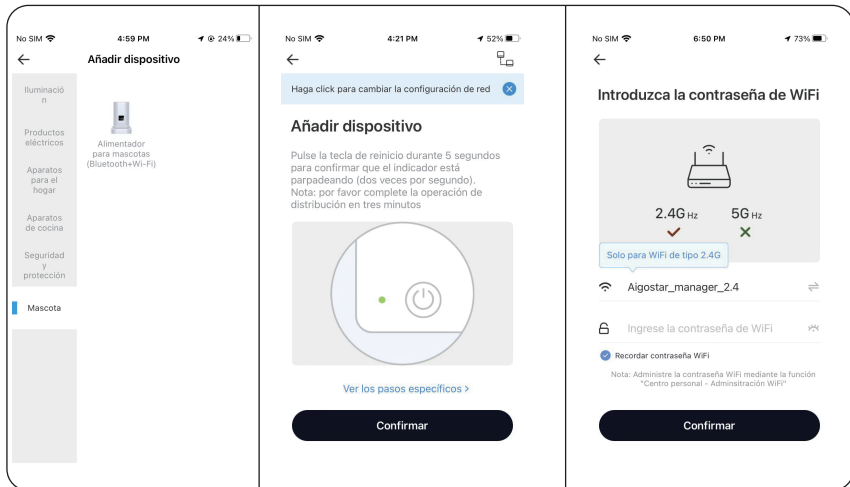 No SIM 4:59 PM 24%
Añadir dispositivo
Iluminació
n
Productos
eléctricos
Aparatos
para el
hogar
Aparatos
de cocina
Seguridad
y
protección
Mascota
Alimentador
para mascotas
(Bluetooth+Wi-Fi)
No SIM 4:21 PM 52%
Haga click para cambiar la configuración de red
Añadir dispositivo
Pulse la tecla de reinicio durante 5 segundos
para confirmar que el indicador está
parpadeando (dos veces por segundo).
Nota: por favor complete la operación de
distribución en tres minutos
Ver los pasos específicos >
Confirmar
No SIM 6:50 PM 73%
Introduzca la contraseña de WiFi
2.4G Hz 5G Hz
Solo para WiFi de tipo 2.4G
Aigostar_manager_2.4
Ingrese la contraseña de WiFi
Recordar contraseña WiFi
Nota: Administre la contraseña WiFi mediante la función
"Centro personal - Adminsitración WiFi"
Confirmar